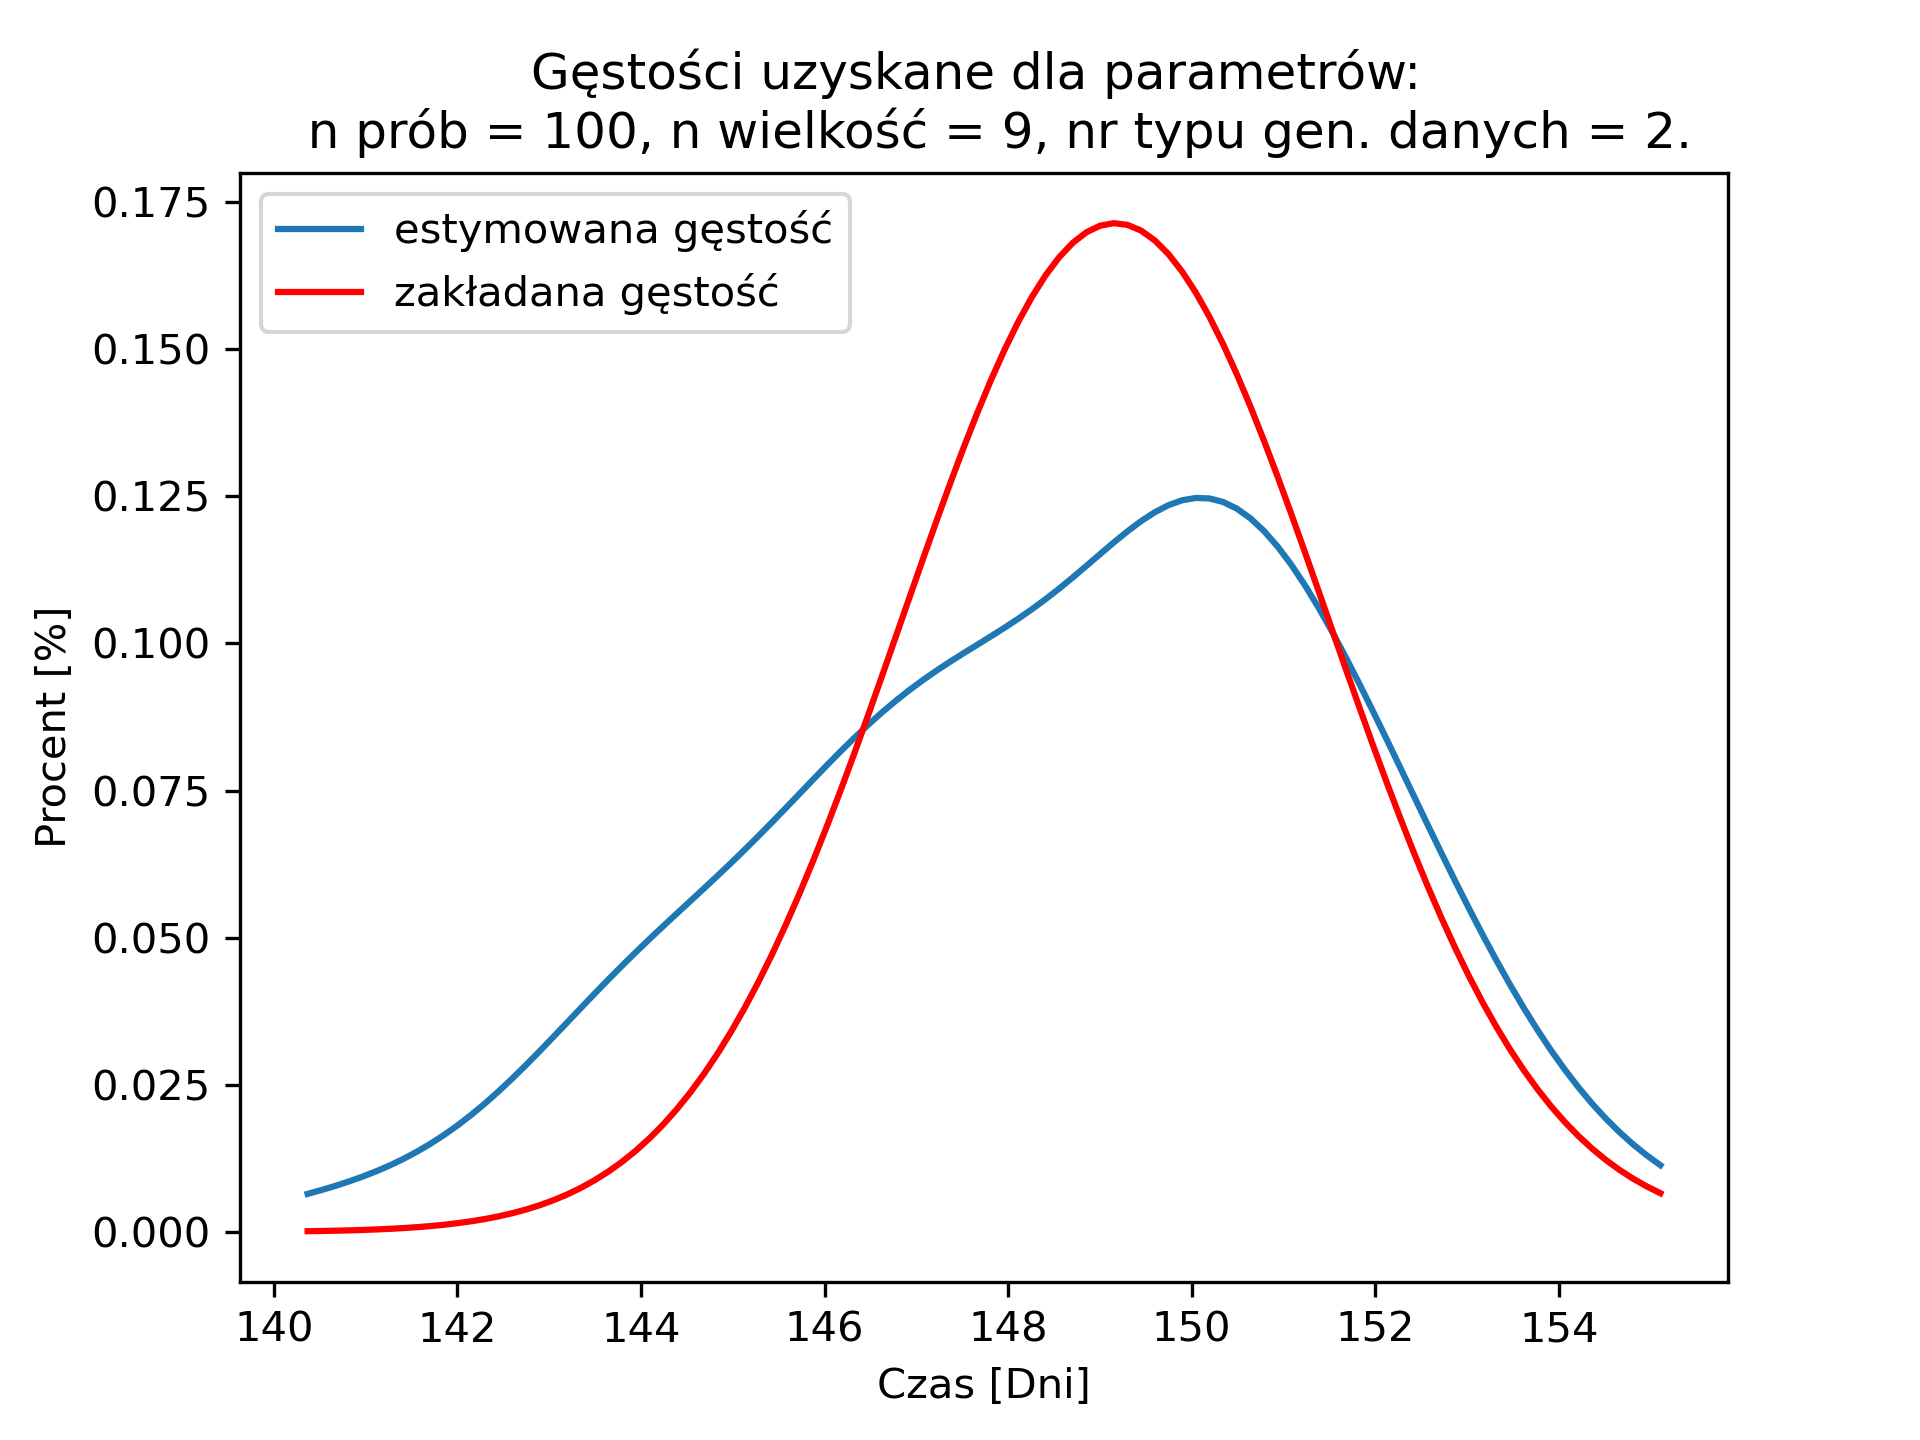 Gęstości uzyskane dla parametrów:
n prób = 100, n wielkość = 9, nr typu gen. danych = 2.
estymowana gęstość
zakładana gęstość
0.175
0.150
0.125
0.100
0.075
0.050
0.025
0.000
Procent [%]
140 142 144 146 148 150 152 154
Czas [Dni]